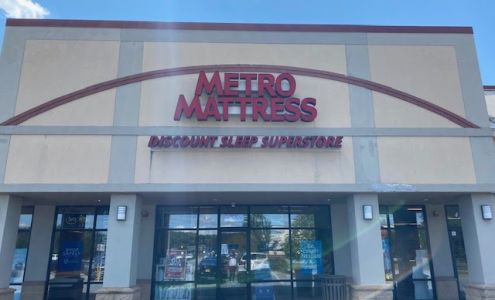 METRO
MATTRESS
DISCOUNT SLEEP SUPERSTORE